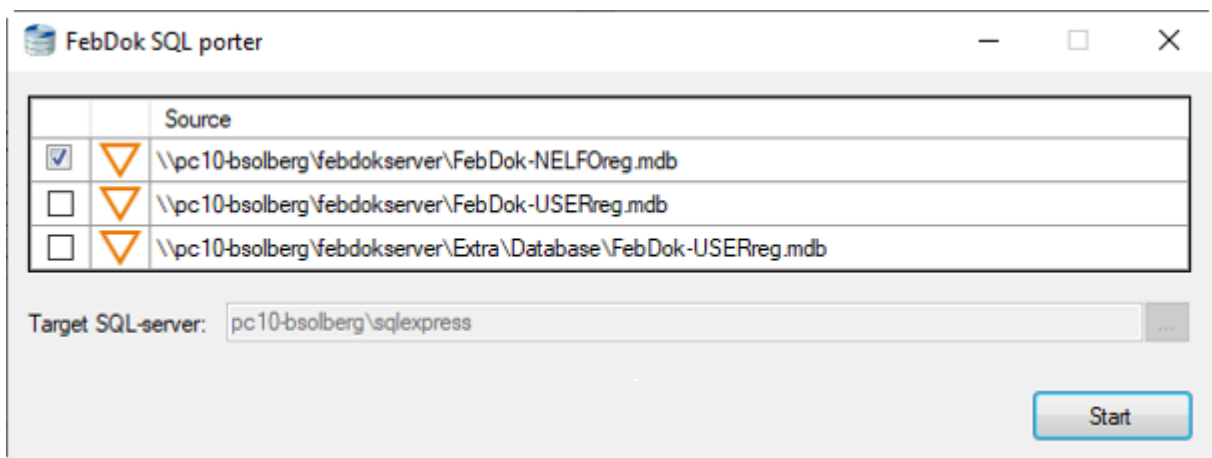 FebDok SQL porter
Source
\\pc10-bsolberg\febdokserver\FebDok-NELFOreg.mdb
\\pc10-bsolberg\febdokserver\FebDok-USERreg.mdb
\\pc10-bsolberg\febdokserver\Extra\Database\FebDok-USERreg.mdb
Target SQL-server: pc10-bsolberg\sqlexpress ...
Start